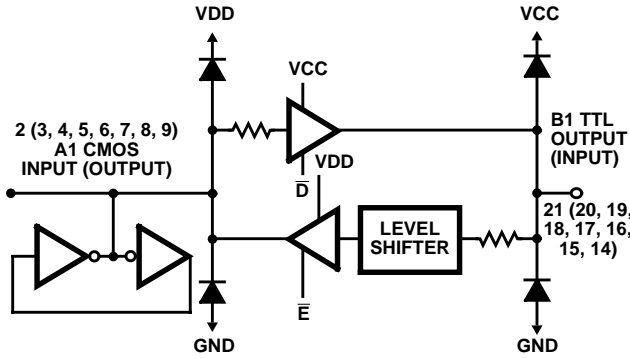 VDD
VCC
VCC
2 (3, 4, 5, 6, 7, 8, 9)
A1 CMOS
INPUT (OUTPUT)
B1 TTL
OUTPUT
(INPUT)
D̅
VDD
21 (20, 19,
18, 17, 16,
15, 14)
LEVEL
SHIFTER
E̅
GND
GND